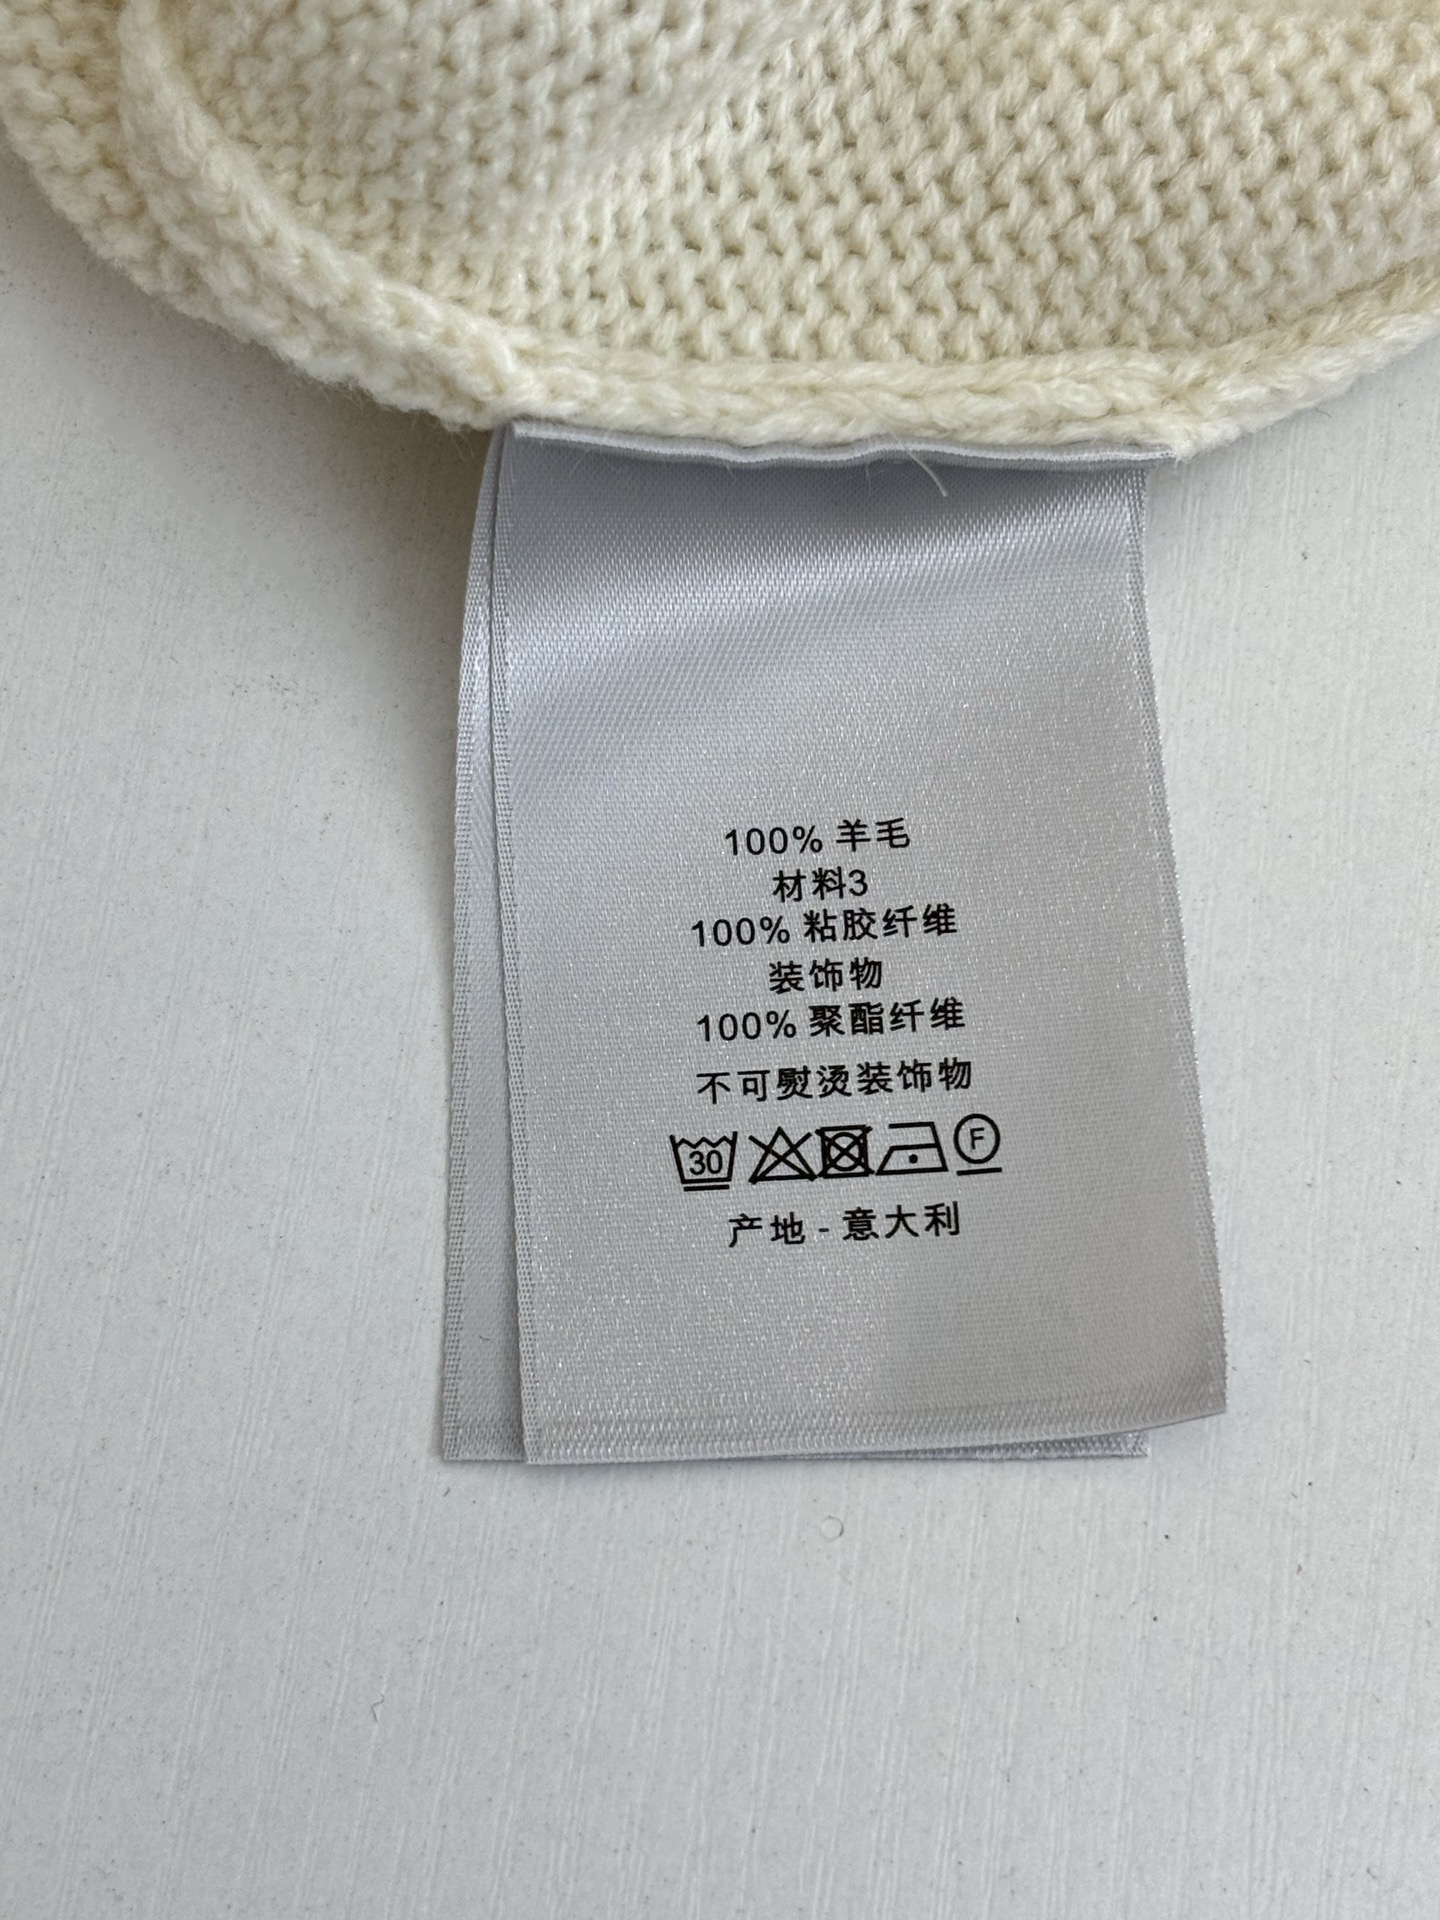 100% 羊毛
材料3
100% 粘胶纤维
装饰物
100% 聚酯纤维
不可熨烫装饰物
30 F
产地 - 意大利